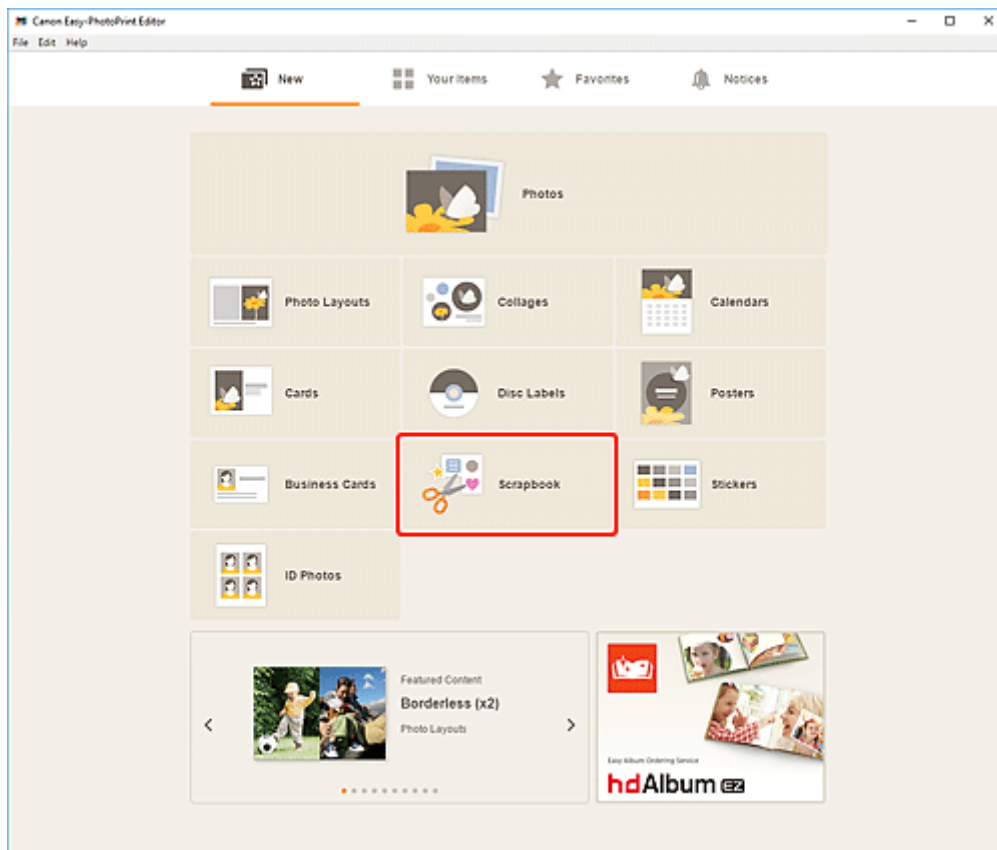 Canon Easy-PhotoPrint Editor
File Edit Help
New Your items Favorites Notices
Photos
Photo Layouts Collages Calendars
Cards Disc Labels Posters
Business Cards Scrapbook Stickers
ID Photos
Featured Content
Borderless (x2)
Photo Layouts
Easy Album Ordering Service
hdAlbum EZ